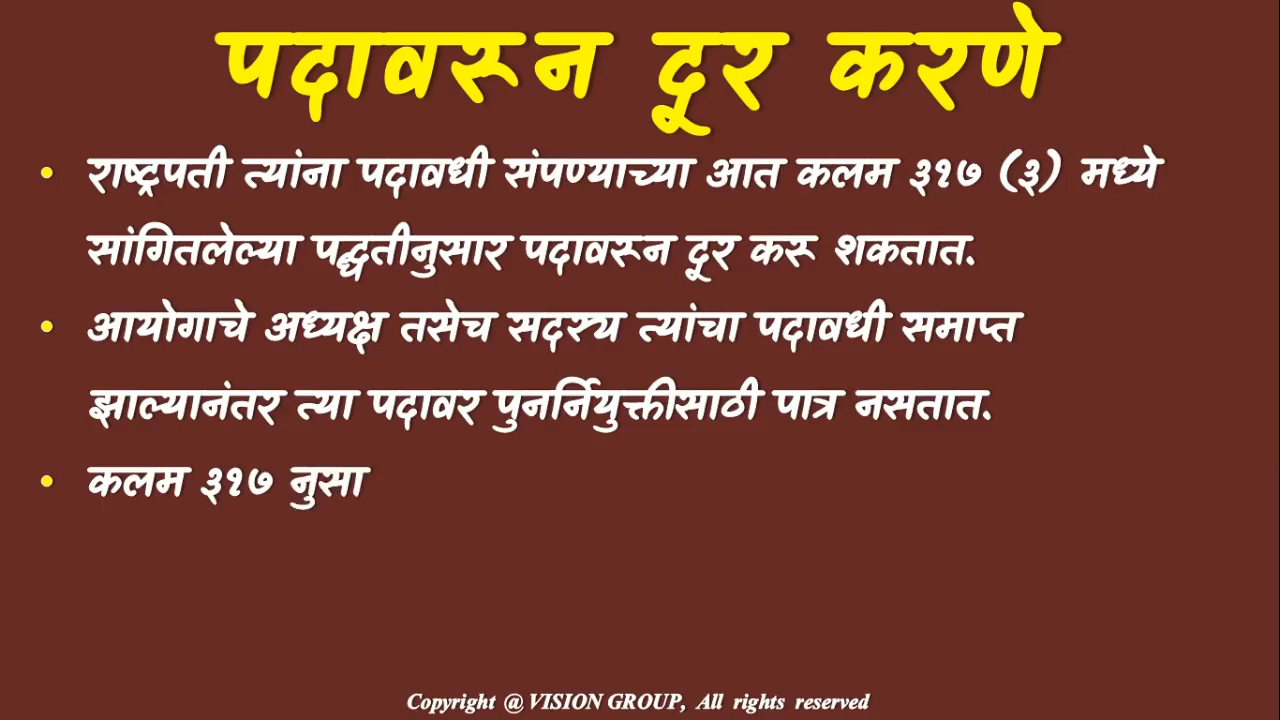 पदावरून दूर करणे
• राष्ट्रपती त्यांना पदावधी संपण्याच्या आत कलम ३१७ (३) मध्ये
सांगितलेल्या पद्धतीनुसार पदावरून दूर करू शकतात.
• आयोगाचे अध्यक्ष तसेच सदस्य त्यांचा पदावधी समाप्त
झाल्यानंतर त्या पदावर पुनर्नियुक्तीसाठी पात्र नसतात.
• कलम ३१७ नुसा
Copyright @ VISION GROUP, All rights reserved